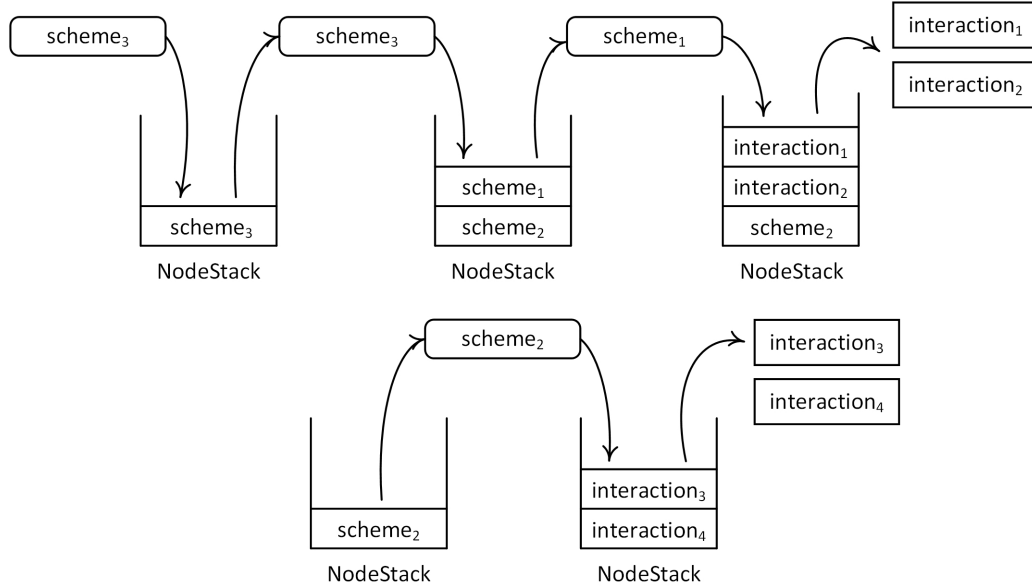 scheme₃
scheme₃
scheme₁
interaction₁
interaction₂
scheme₃
NodeStack
scheme₁
scheme₂
NodeStack
interaction₁
interaction₂
scheme₂
NodeStack
scheme₂
interaction₃
interaction₄
scheme₂
NodeStack
interaction₃
interaction₄
NodeStack